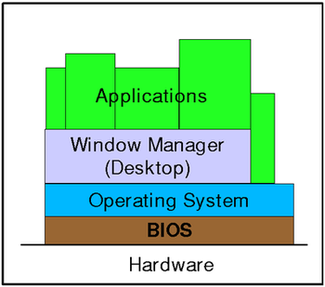 Applications
Window Manager
(Desktop)
Operating System
BIOS
Hardware